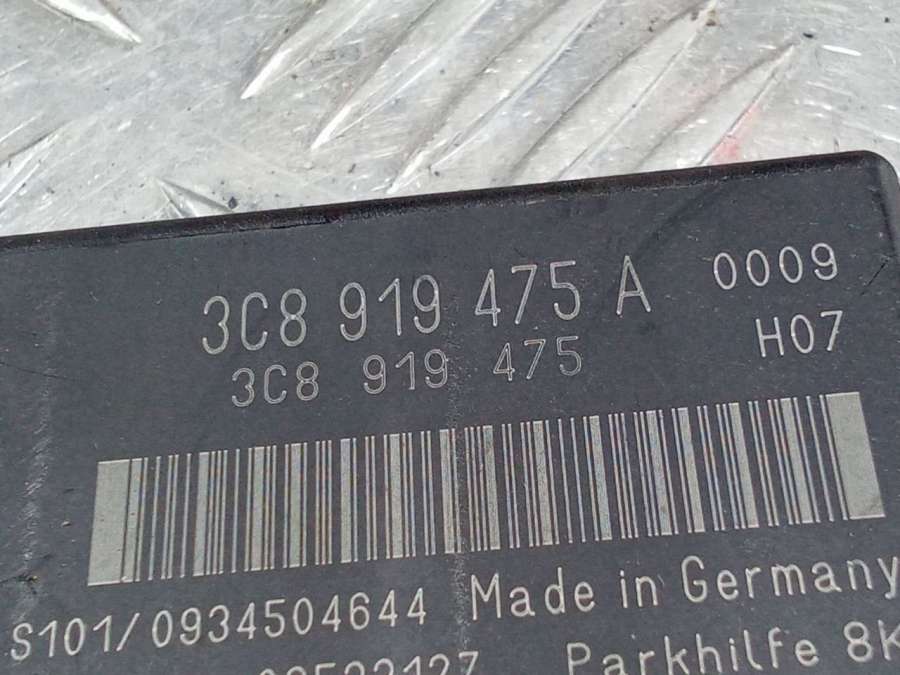 3C8 919 475 A 0009
3C8 919 475 H07
S101/0934504644 Made in Germany
Parkhilfe 8K